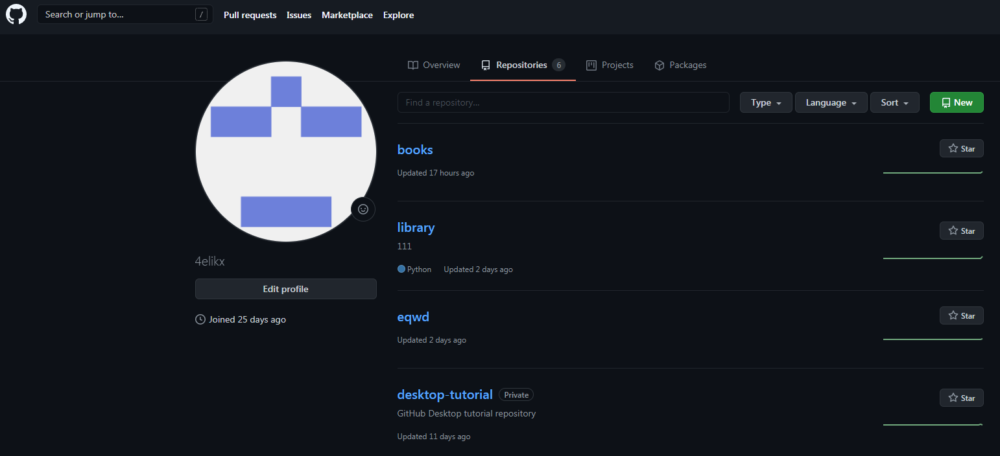 Search or jump to... /
Pull requests Issues Marketplace Explore
Overview Repositories 6 Projects Packages
Find a repository... Type Language Sort New
4elikx
Edit profile
Joined 25 days ago
books Star
Updated 17 hours ago
library Star
111
Python Updated 2 days ago
eqwd Star
Updated 2 days ago
desktop-tutorial Private Star
GitHub Desktop tutorial repository
Updated 11 days ago